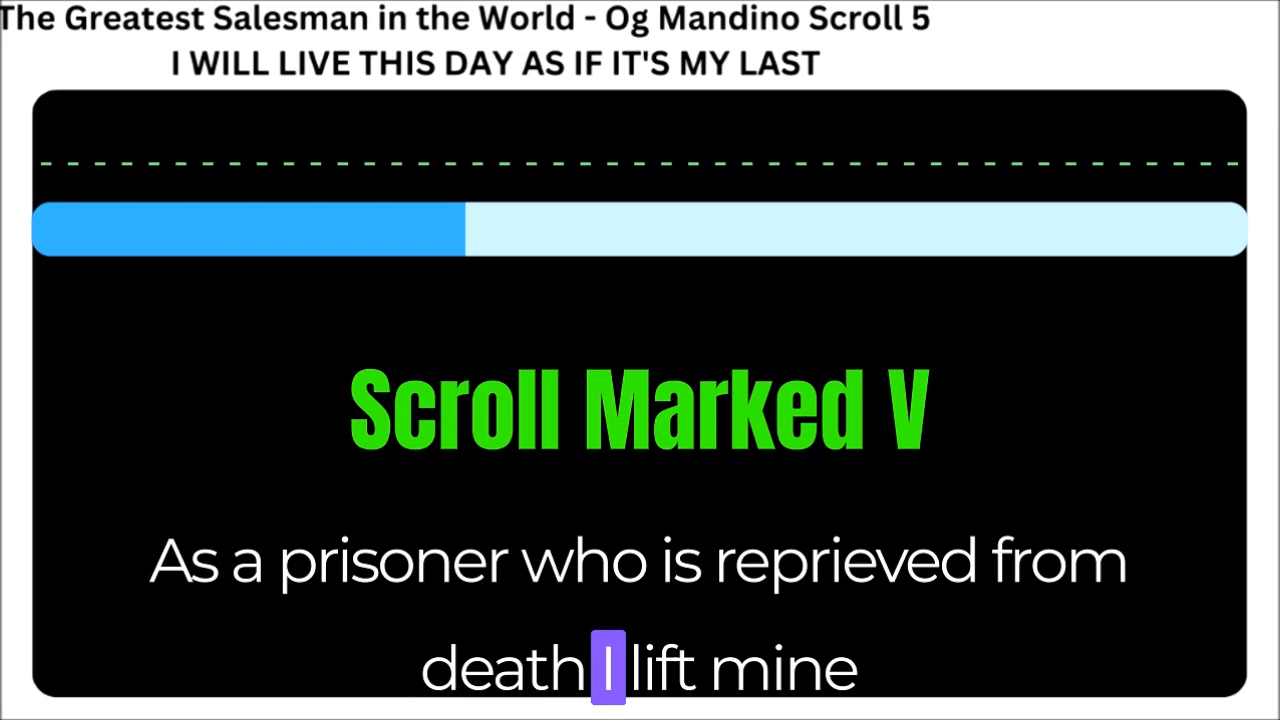 The Greatest Salesman in the World - Og Mandino Scroll 5
I WILL LIVE THIS DAY AS IF IT'S MY LAST
Scroll Marked V
As a prisoner who is reprieved from
death I lift mine